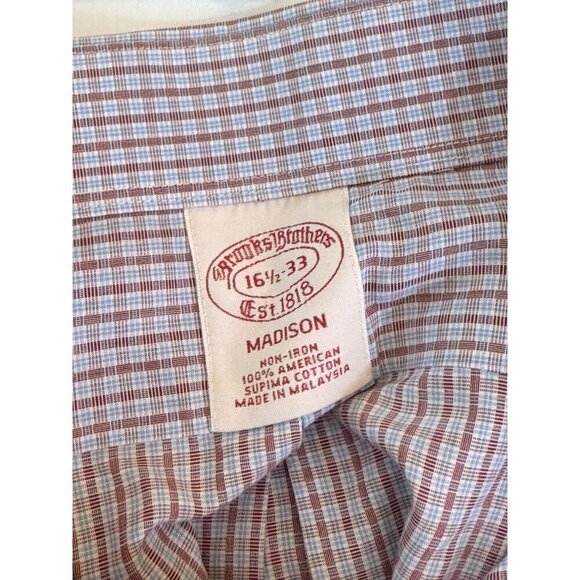 Brooks Brothers
16½-33
Est. 1818
MADISON
NON-IRON
100% AMERICAN
SUPIMA COTTON
MADE IN MALAYSIA